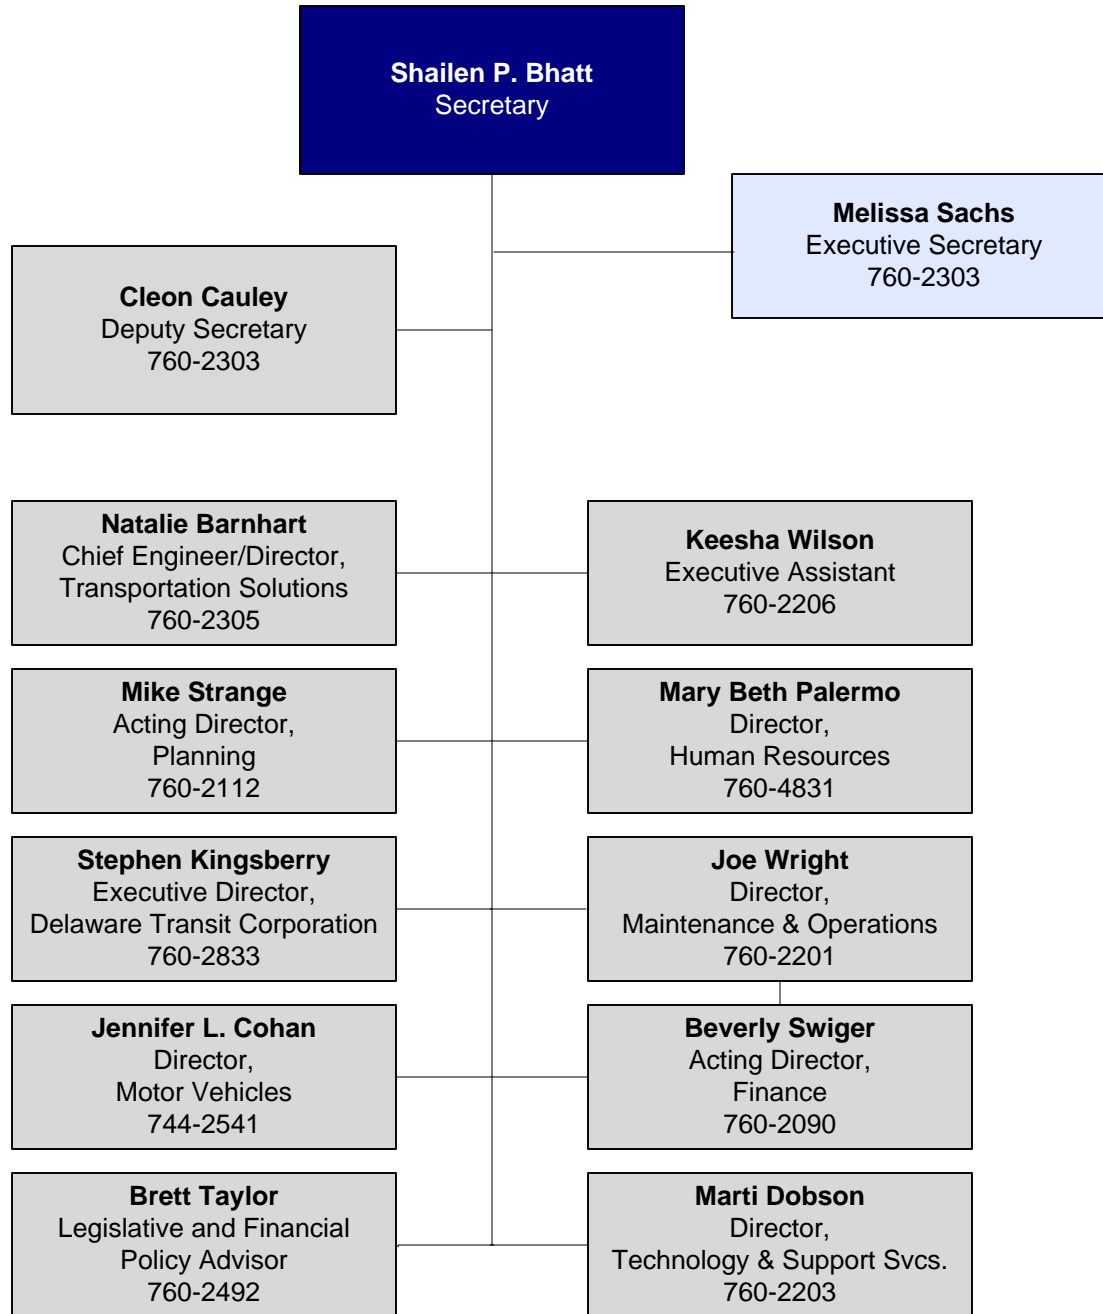 Shailen P. Bhatt
Secretary
Melissa Sachs
Executive Secretary
760-2303
Cleon Cauley
Deputy Secretary
760-2303
Natalie Barnhart
Chief Engineer/Director,
Transportation Solutions
760-2305
Keesha Wilson
Executive Assistant
760-2206
Mike Strange
Acting Director,
Planning
760-2112
Mary Beth Palermo
Director,
Human Resources
760-4831
Stephen Kingsberry
Executive Director,
Delaware Transit Corporation
760-2833
Joe Wright
Director,
Maintenance & Operations
760-2201
Jennifer L. Cohan
Director,
Motor Vehicles
744-2541
Beverly Swiger
Acting Director,
Finance
760-2090
Brett Taylor
Legislative and Financial
Policy Advisor
760-2492
Marti Dobson
Director,
Technology & Support Svcs.
760-2203